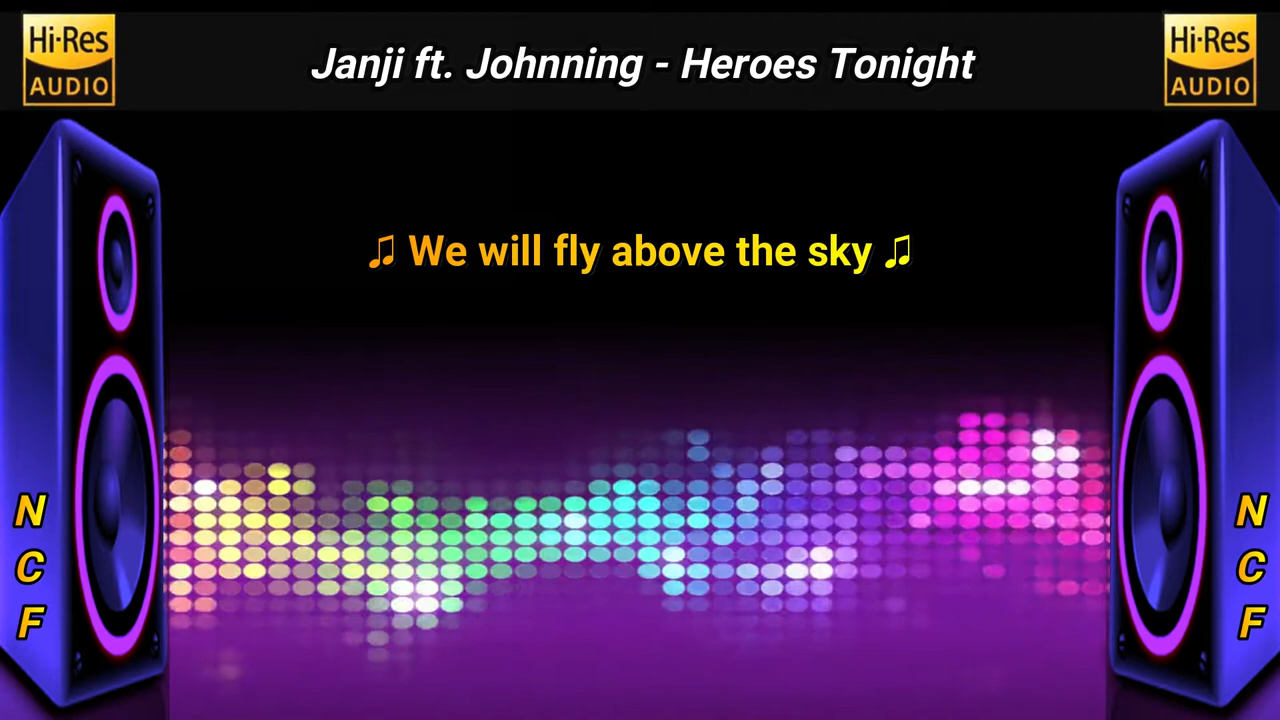 Hi-Res
AUDIO
Janji ft. Johnning - Heroes Tonight
Hi-Res
AUDIO
♫ We will fly above the sky ♫
N
C
F
N
C
F